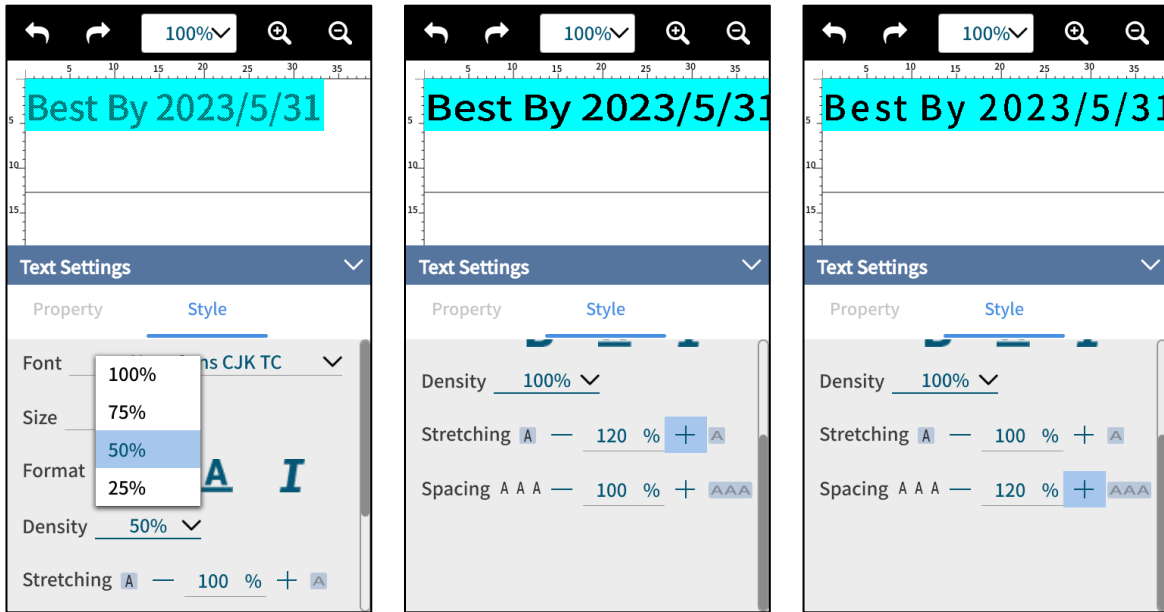 100%
5 10 15 20 25 30 35
Best By 2023/5/31
5
10
15
Text Settings
Property Style
Font ns CJK TC
100%
75%
50%
25%
Size
Format A I
Density 50%
Stretching A — 100 % + A
100%
5 10 15 20 25 30 35
Best By 2023/5/31
5
10
15
Text Settings
Property Style
Density 100%
Stretching A — 120 % + A
Spacing A A A — 100 % + AAA
100%
5 10 15 20 25 30 35
Best By 2023/5/31
5
10
15
Text Settings
Property Style
Density 100%
Stretching A — 100 % + A
Spacing A A A — 120 % + AAA